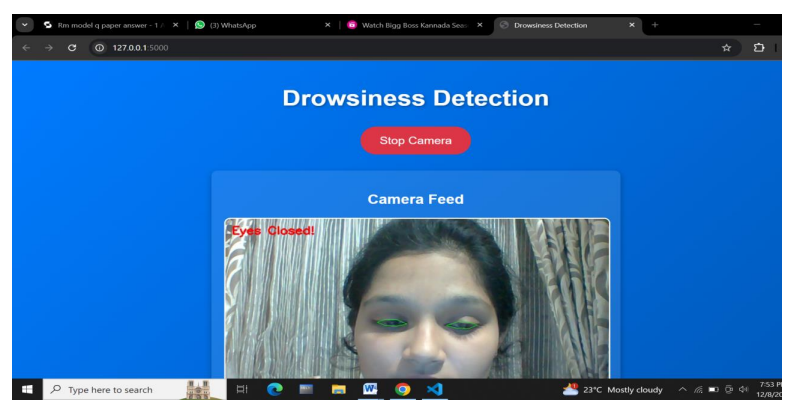 Rm model q paper answer - 1 /
(3) WhatsApp
Watch Bigg Boss Kannada Seas
Drowsiness Detection
127.0.0.1:5000
Drowsiness Detection
Stop Camera
Camera Feed
Eyes Closed!
Type here to search
23°C Mostly cloudy
7:53 P
12/8/20